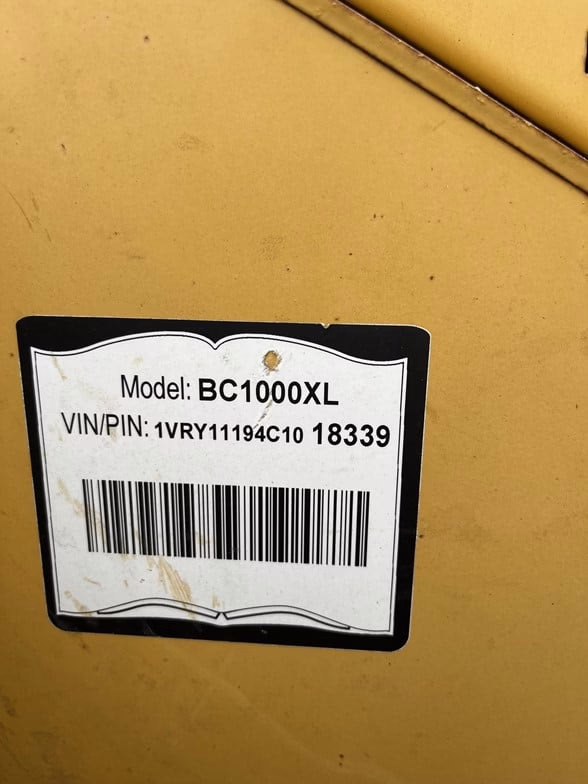 Model: BC1000XL
VIN/PIN: 1VRY11194C10 18339